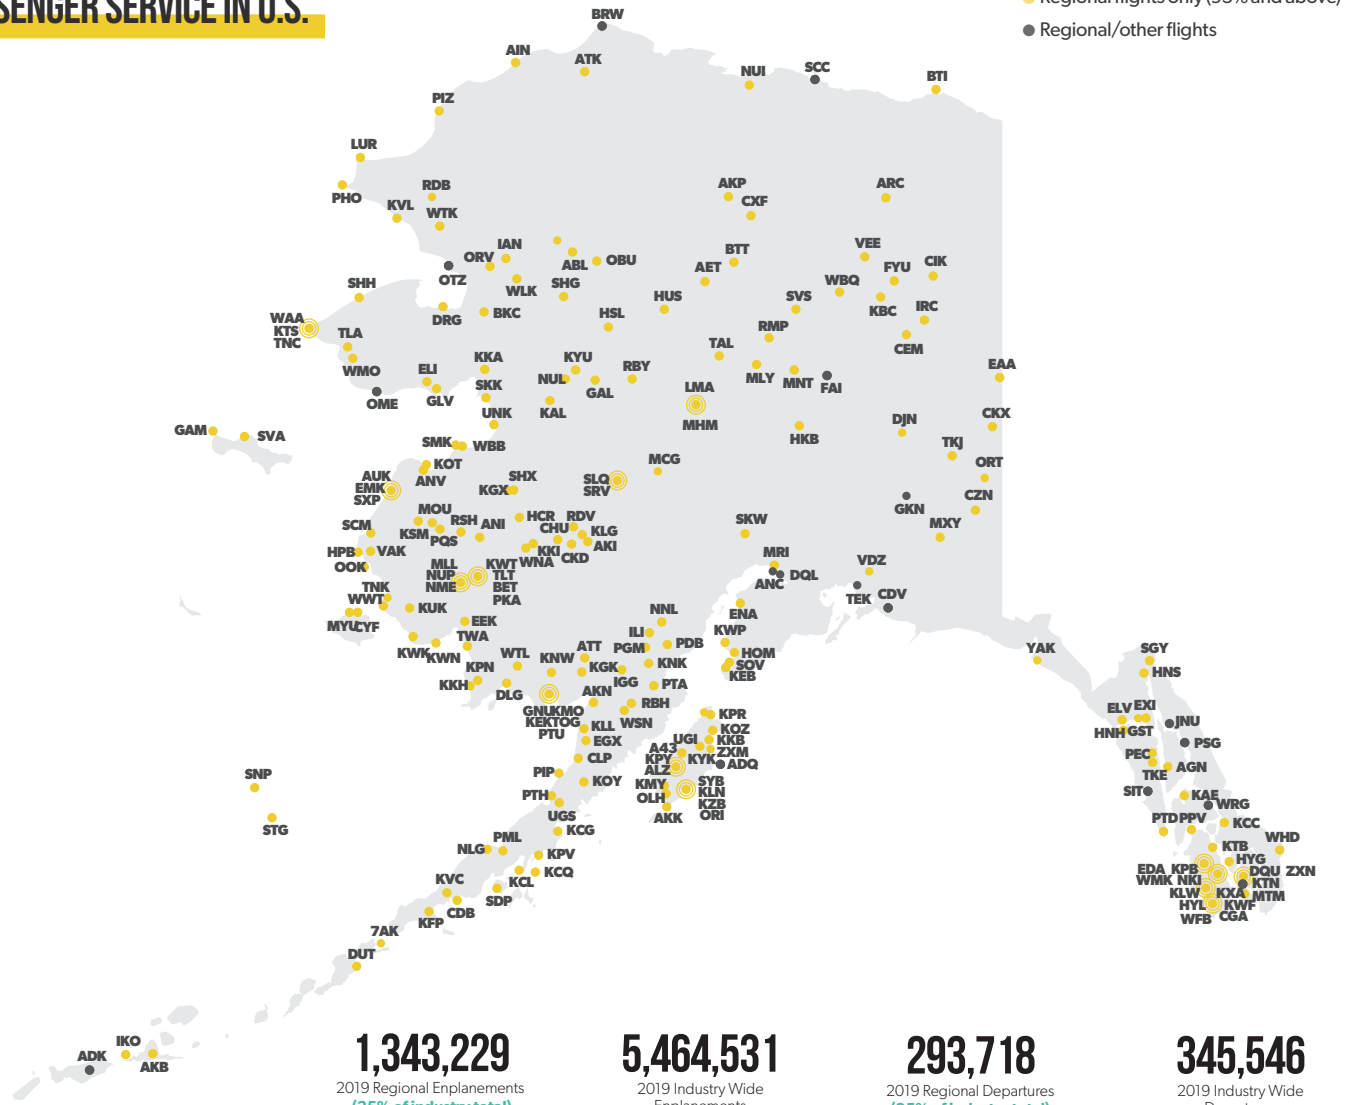 SENGER SERVICE IN U.S.
Regional flights only (95% and above)
Regional/other flights
BRW
AIN
ATK
NUI
SCC
BTI
PIZ
LUR
PHO
RDB
KVL
WTK
AKP
CXF
ARC
ORV
IAN
ABL
OBU
OTZ
WLK
SHG
BTT
AET
VEE
FYU
CIK
WBQ
SHH
DRG
BKC
HSL
HUS
SVS
KBC
IRC
WAA
KTS
TNC
TLA
WMO
RMP
CEM
TAL
KKA
KYU
RBY
ELI
NUL
SKK
GAL
MLY
MNT
FAI
EAA
OME
GLV
UNK
KAL
LMA
MHM
HKB
DJN
CKX
GAM
SVA
SMK
WBB
TKJ
ORT
KOT
ANV
MCG
AUK
EMK
SXP
SHX
KGX
SLQ
SRV
CZN
GKN
MXY
MOU
RSH
ANI
HCR
RDV
CHU
KLG
SKW
SCM
KSM
PQS
KKI
AKI
HPB
VAK
WNA
CKD
MRI
VDZ
OOK
MLL
NUP
NME
KWT
TLT
BET
PKA
ANC
DQL
TEK
CDV
TNK
WWT
KUK
ENA
MYU
CYF
EEK
NNL
TWA
ILI
KWP
KWK
KWN
WTL
KNW
ATT
PGM
PDB
HOM
SOV
KEB
YAK
SGY
HNS
KPN
KGK
KNK
KKH
DLG
AKN
IGG
PTA
GNU
KMO
KEK
TOG
PTU
RBH
WSN
KPR
ELV
EXI
JNU
KLL
KOZ
HNH
GST
EGX
UGI
KKB
PSG
A43
KPY
ALZ
KYK
ZXM
ADQ
PEC
CLP
TKE
AGN
PIP
KOY
KMY
OLH
AKK
SYB
KLN
KZB
ORI
SIT
KAE
WRG
SNP
STG
PTH
UGS
KCG
PTD
PPV
KCC
WHD
NLG
PML
KPV
KCQ
KTB
HYG
EDA
KPB
DQU
ZXN
WMK
NKI
KTN
KVC
KCL
SDP
KLW
KXA
MTM
KFP
CDB
HYL
KWF
WFB
CGA
7AK
DUT
IKO
ADK
AKB
1,343,229
2019 Regional Enplanements
5,464,531
2019 Industry Wide
293,718
2019 Regional Departures
345,546
2019 Industry Wide